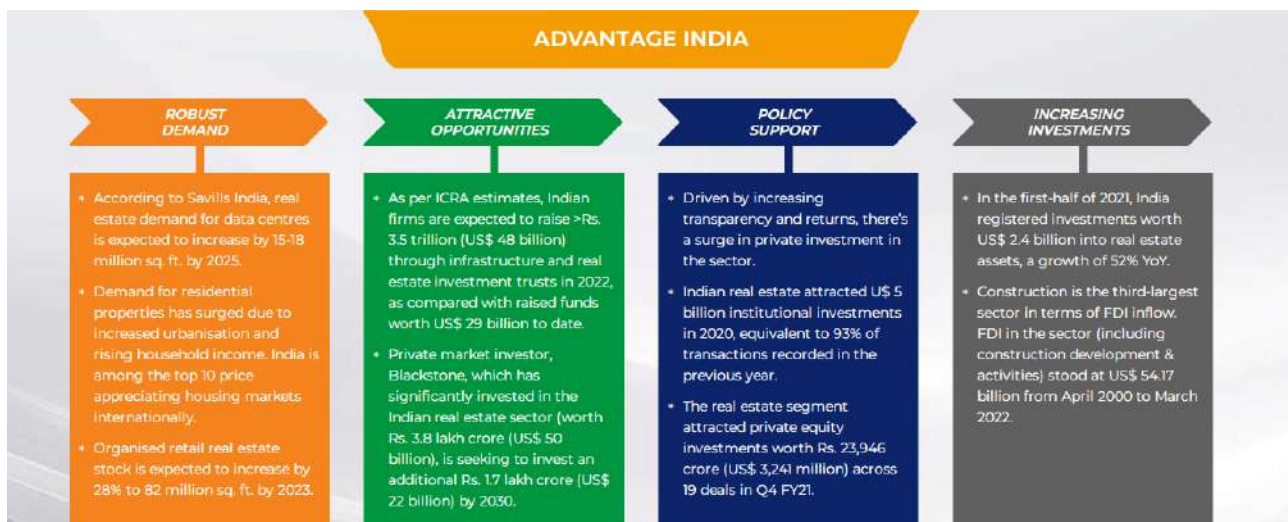 ADVANTAGE INDIA
ROBUST
DEMAND
* According to Savills India, real
estate demand for data centres
is expected to increase by 15-18
million sq. ft. by 2025.
* Demand for residential
properties has surged due to
increased urbanisation and
rising household income. India is
among the top 10 price
appreciating housing markets
internationally.
* Organised retail real estate
stock is expected to increase by
28% to 82 million sq. ft. by 2023.
ATTRACTIVE
OPPORTUNITIES
* As per ICRA estimates, Indian
firms are expected to raise >Rs.
3.5 trillion (US$ 48 billion)
through infrastructure and real
estate investment trusts in 2022,
as compared with raised funds
worth US$ 29 billion to date.
* Private market investor,
Blackstone, which has
significantly invested in the
Indian real estate sector (worth
Rs. 3.8 lakh crore (US$ 50
billion), is seeking to invest an
additional Rs. 1.7 lakh crore (US$
22 billion) by 2030.
POLICY
SUPPORT
* Driven by increasing
transparency and returns, there's
a surge in private investment in
the sector.
* Indian real estate attracted U$ 5
billion institutional investments
in 2020, equivalent to 93% of
transactions recorded in the
previous year.
* The real estate segment
attracted private equity
investments worth Rs. 23,946
crore (US$ 3,241 million) across
19 deals in Q4 FY21.
INCREASING
INVESTMENTS
* In the first-half of 2021, India
registered investments worth
US$ 2.4 billion into real estate
assets, a growth of 52% YoY.
* Construction is the third-largest
sector in terms of FDI inflow.
FDI in the sector (including
construction development &
activities) stood at US$ 54.17
billion from April 2000 to March
2022.